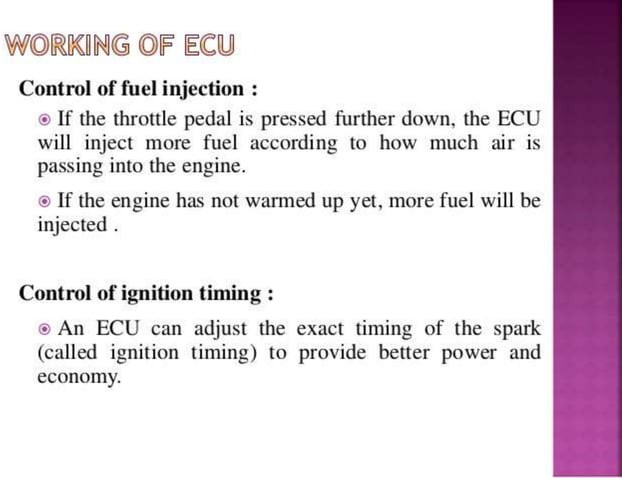 WORKING OF ECU
Control of fuel injection :
If the throttle pedal is pressed further down, the ECU
will inject more fuel according to how much air is
passing into the engine.
If the engine has not warmed up yet, more fuel will be
injected .
Control of ignition timing :
An ECU can adjust the exact timing of the spark
(called ignition timing) to provide better power and
economy.